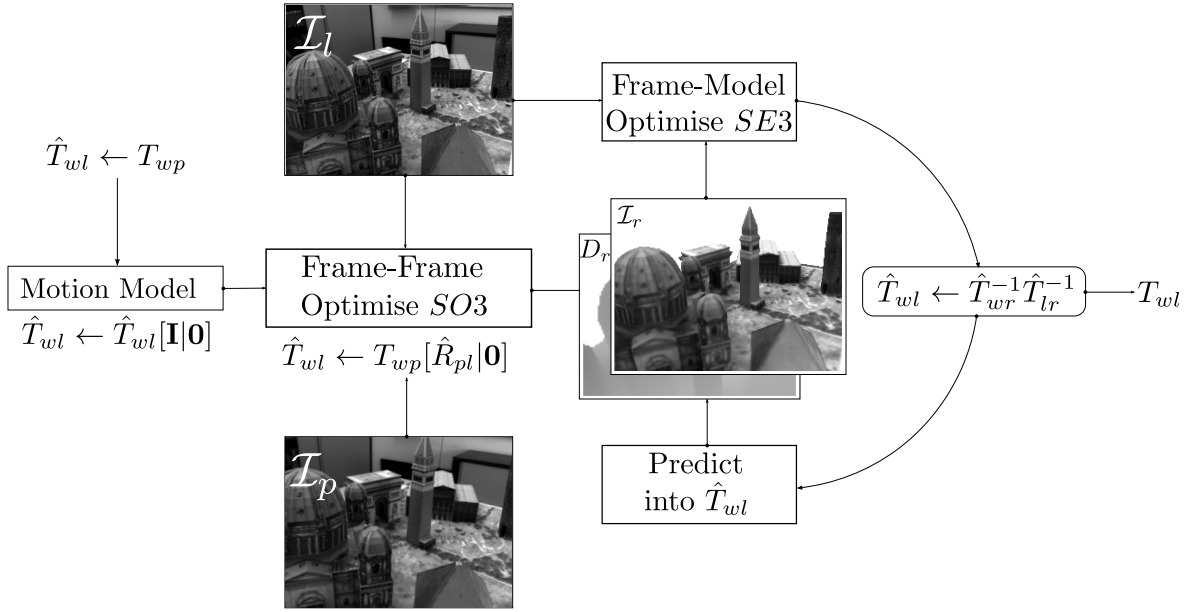 $\mathcal{I}_l$
Frame-Model
Optimise $SE3$
$\hat{T}_{wl} \leftarrow T_{wp}$
$\mathcal{I}_r$
$D_r$
Motion Model
$\hat{T}_{wl} \leftarrow \hat{T}_{wl}[\mathbf{I}|\mathbf{0}]$
Frame-Frame
Optimise $SO3$
$\hat{T}_{wl} \leftarrow T_{wp}[\hat{R}_{pl}|\mathbf{0}]$
$\hat{T}_{wl} \leftarrow \hat{T}_{wr}^{-1}\hat{T}_{lr}^{-1}$
$T_{wl}$
$\mathcal{I}_p$
Predict
into $\hat{T}_{wl}$